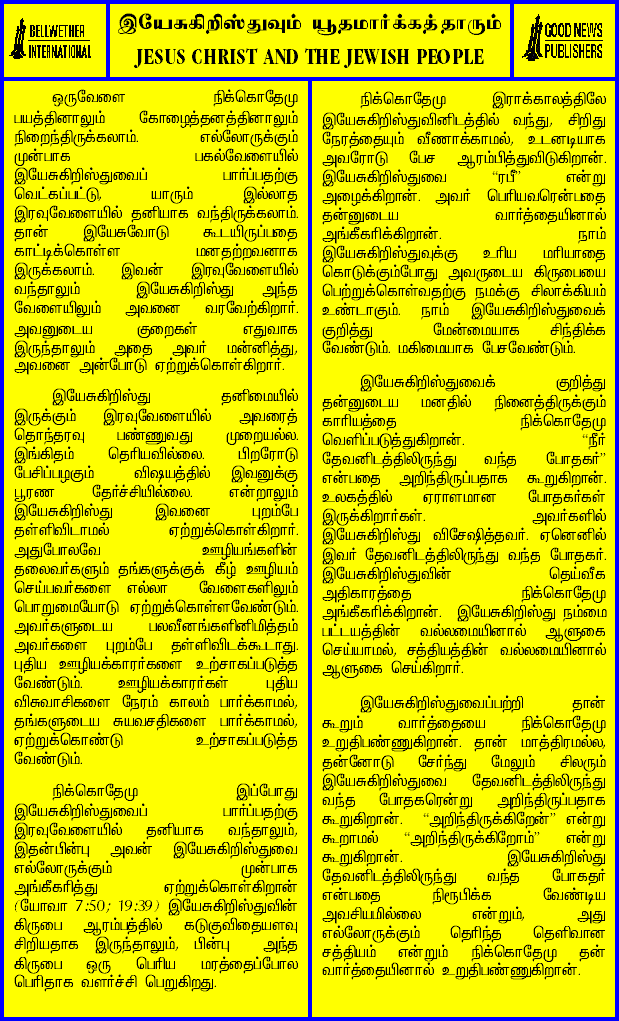 BELLWETHER
INTERNATIONAL
இயேசுகிறிஸ்துவும் யூதமார்க்கத்தாரும்
JESUS CHRIST AND THE JEWISH PEOPLE
GOOD NEWS
PUBLISHERS
ஒருவேளை நிக்கொதேமு
பயத்தினாலும் கோழைத்தனத்தினாலும்
நிறைந்திருக்கலாம். எல்லோருக்கும்
முன்பாக பகல்வேளையில்
இயேசுகிறிஸ்துவைப் பார்ப்பதற்கு
வெட்கப்பட்டு, யாரும் இல்லாத
இரவுவேளையில் தனியாக வந்திருக்கலாம்.
தான் இயேசுவோடு கூடயிருப்பதை
காட்டிக்கொள்ள மனதற்றவனாக
இருக்கலாம். இவன் இரவுவேளையில்
வந்தாலும் இயேசுகிறிஸ்து அந்த
வேளையிலும் அவனை வரவேற்கிறார்.
அவனுடைய குறைகள் எதுவாக
இருந்தாலும் அதை அவர் மன்னித்து,
அவனை அன்போடு ஏற்றுக்கொள்கிறார்.
இயேசுகிறிஸ்து தனிமையில்
இருக்கும் இரவுவேளையில் அவரைத்
தொந்தரவு பண்ணுவது முறையல்ல.
இங்கிதம் தெரியவில்லை. பிறரோடு
பேசிப்பழகும் விஷயத்தில் இவனுக்கு
பூரண தேர்ச்சியில்லை. என்றாலும்
இயேசுகிறிஸ்து இவனை புறம்பே
தள்ளிவிடாமல் ஏற்றுக்கொள்கிறார்.
அதுபோலவே ஊழியங்களின்
தலைவர்களும் தங்களுக்குக் கீழ் ஊழியம்
செய்பவர்களை எல்லா வேளைகளிலும்
பொறுமையோடு ஏற்றுக்கொள்ளவேண்டும்.
அவர்களுடைய பலவீனங்களினிமித்தம்
அவர்களை புறம்பே தள்ளிவிடக்கூடாது.
புதிய ஊழியக்காரர்களை உற்சாகப்படுத்த
வேண்டும். ஊழியக்காரர்கள் புதிய
விசுவாசிகளை நேரம் காலம் பார்க்காமல்,
தங்களுடைய சுயவசதிகளை பார்க்காமல்,
ஏற்றுக்கொண்டு உற்சாகப்படுத்த
வேண்டும்.
நிக்கொதேமு இப்போது
இயேசுகிறிஸ்துவைப் பார்ப்பதற்கு
இரவுவேளையில் தனியாக வந்தாலும்,
இதன்பின்பு அவன் இயேசுகிறிஸ்துவை
எல்லோருக்கும் முன்பாக
அங்கீகரித்து ஏற்றுக்கொள்கிறான்
(யோவா 7:50; 19:39) இயேசுகிறிஸ்துவின்
கிருபை ஆரம்பத்தில் கடுகுவிதையளவு
சிறியதாக இருந்தாலும், பின்பு அந்த
கிருபை ஒரு பெரிய மரத்தைப்போல
பெரிதாக வளர்ச்சி பெறுகிறது.
நிக்கொதேமு இராக்காலத்திலே
இயேசுகிறிஸ்துவினிடத்தில் வந்து, சிறிது
நேரத்தையும் வீணாக்காமல், உடனடியாக
அவரோடு பேச ஆரம்பித்துவிடுகிறான்.
இயேசுகிறிஸ்துவை "ரபீ" என்று
அழைக்கிறான். அவர் பெரியவரென்பதை
தன்னுடைய வார்த்தையினால்
அங்கீகரிக்கிறான். நாம்
இயேசுகிறிஸ்துவுக்கு உரிய மரியாதை
கொடுக்கும்போது அவருடைய கிருபையை
பெற்றுக்கொள்வதற்கு நமக்கு சிலாக்கியம்
உண்டாகும். நாம் இயேசுகிறிஸ்துவைக்
குறித்து மேன்மையாக சிந்திக்க
வேண்டும். மகிமையாக பேசவேண்டும்.
இயேசுகிறிஸ்துவைக் குறித்து
தன்னுடைய மனதில் நினைத்திருக்கும்
காரியத்தை நிக்கொதேமு
வெளிப்படுத்துகிறான். "நீர்
தேவனிடத்திலிருந்து வந்த போதகர்"
என்பதை அறிந்திருப்பதாக கூறுகிறான்.
உலகத்தில் ஏராளமான போதகர்கள்
இருக்கிறார்கள். அவர்களில்
இயேசுகிறிஸ்து விசேஷித்தவர். ஏனெனில்
இவர் தேவனிடத்திலிருந்து வந்த போதகர்.
இயேசுகிறிஸ்துவின் தெய்வீக
அதிகாரத்தை நிக்கொதேமு
அங்கீகரிக்கிறான். இயேசுகிறிஸ்து நம்மை
பட்டயத்தின் வல்லமையினால் ஆளுகை
செய்யாமல், சத்தியத்தின் வல்லமையினால்
ஆளுகை செய்கிறார்.
இயேசுகிறிஸ்துவைப்பற்றி தான்
கூறும் வார்த்தையை நிக்கொதேமு
உறுதிபண்ணுகிறான். தான் மாத்திரமல்ல,
தன்னோடு சேர்ந்து மேலும் சிலரும்
இயேசுகிறிஸ்துவை தேவனிடத்திலிருந்து
வந்த போதகரென்று அறிந்திருப்பதாக
கூறுகிறான். "அறிந்திருக்கிறேன்" என்று
கூறாமல் "அறிந்திருக்கிறோம்" என்று
கூறுகிறான். இயேசுகிறிஸ்து
தேவனிடத்திலிருந்து வந்த போகதர்
என்பதை நிரூபிக்க வேண்டிய
அவசியமில்லை என்றும், அது
எல்லோருக்கும் தெரிந்த தெளிவான
சத்தியம் என்றும் நிக்கொதேமு தன்
வார்த்தையினால் உறுதிபண்ணுகிறான்.